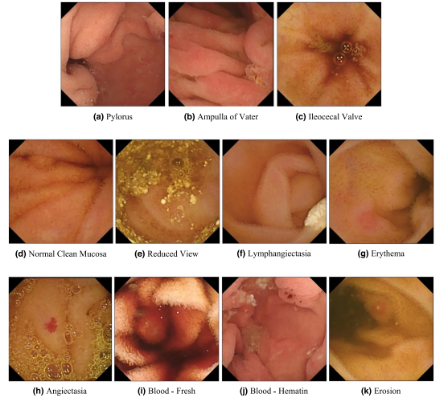 (a) Pylorus
(b) Ampulla of Vater
(c) Ileocecal Valve
(d) Normal Clean Mucosa
(e) Reduced View
(f) Lymphangiectasia
(g) Erythema
(h) Angiectasia
(i) Blood - Fresh
(j) Blood - Hematin
(k) Erosion